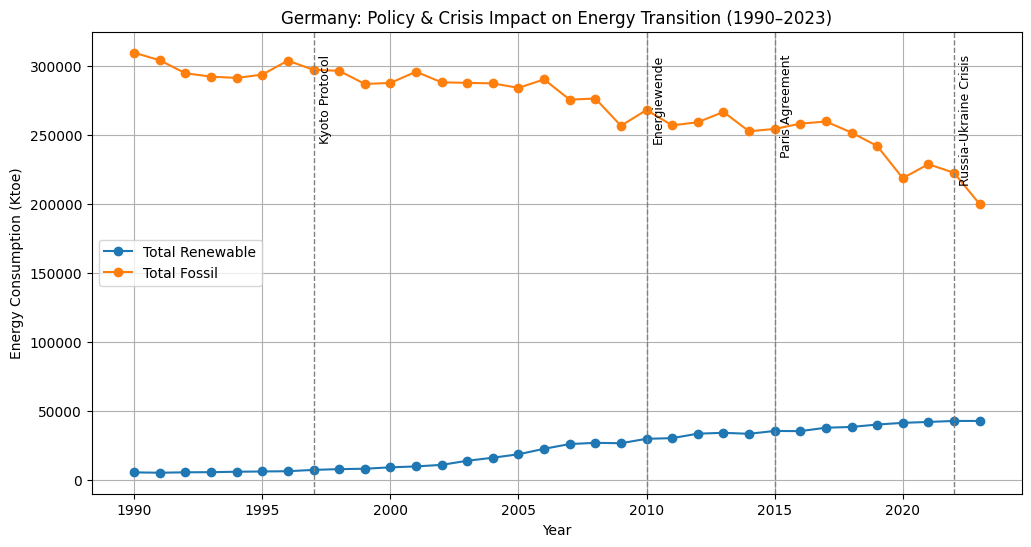 Germany: Policy & Crisis Impact on Energy Transition (1990–2023)
Energy Consumption (Ktoe)
300000
250000
200000
150000
100000
50000
0
Kyoto Protocol
Energiewende
Paris Agreement
Russia-Ukraine Crisis
Total Renewable
Total Fossil
1990
1995
2000
2005
2010
2015
2020
Year